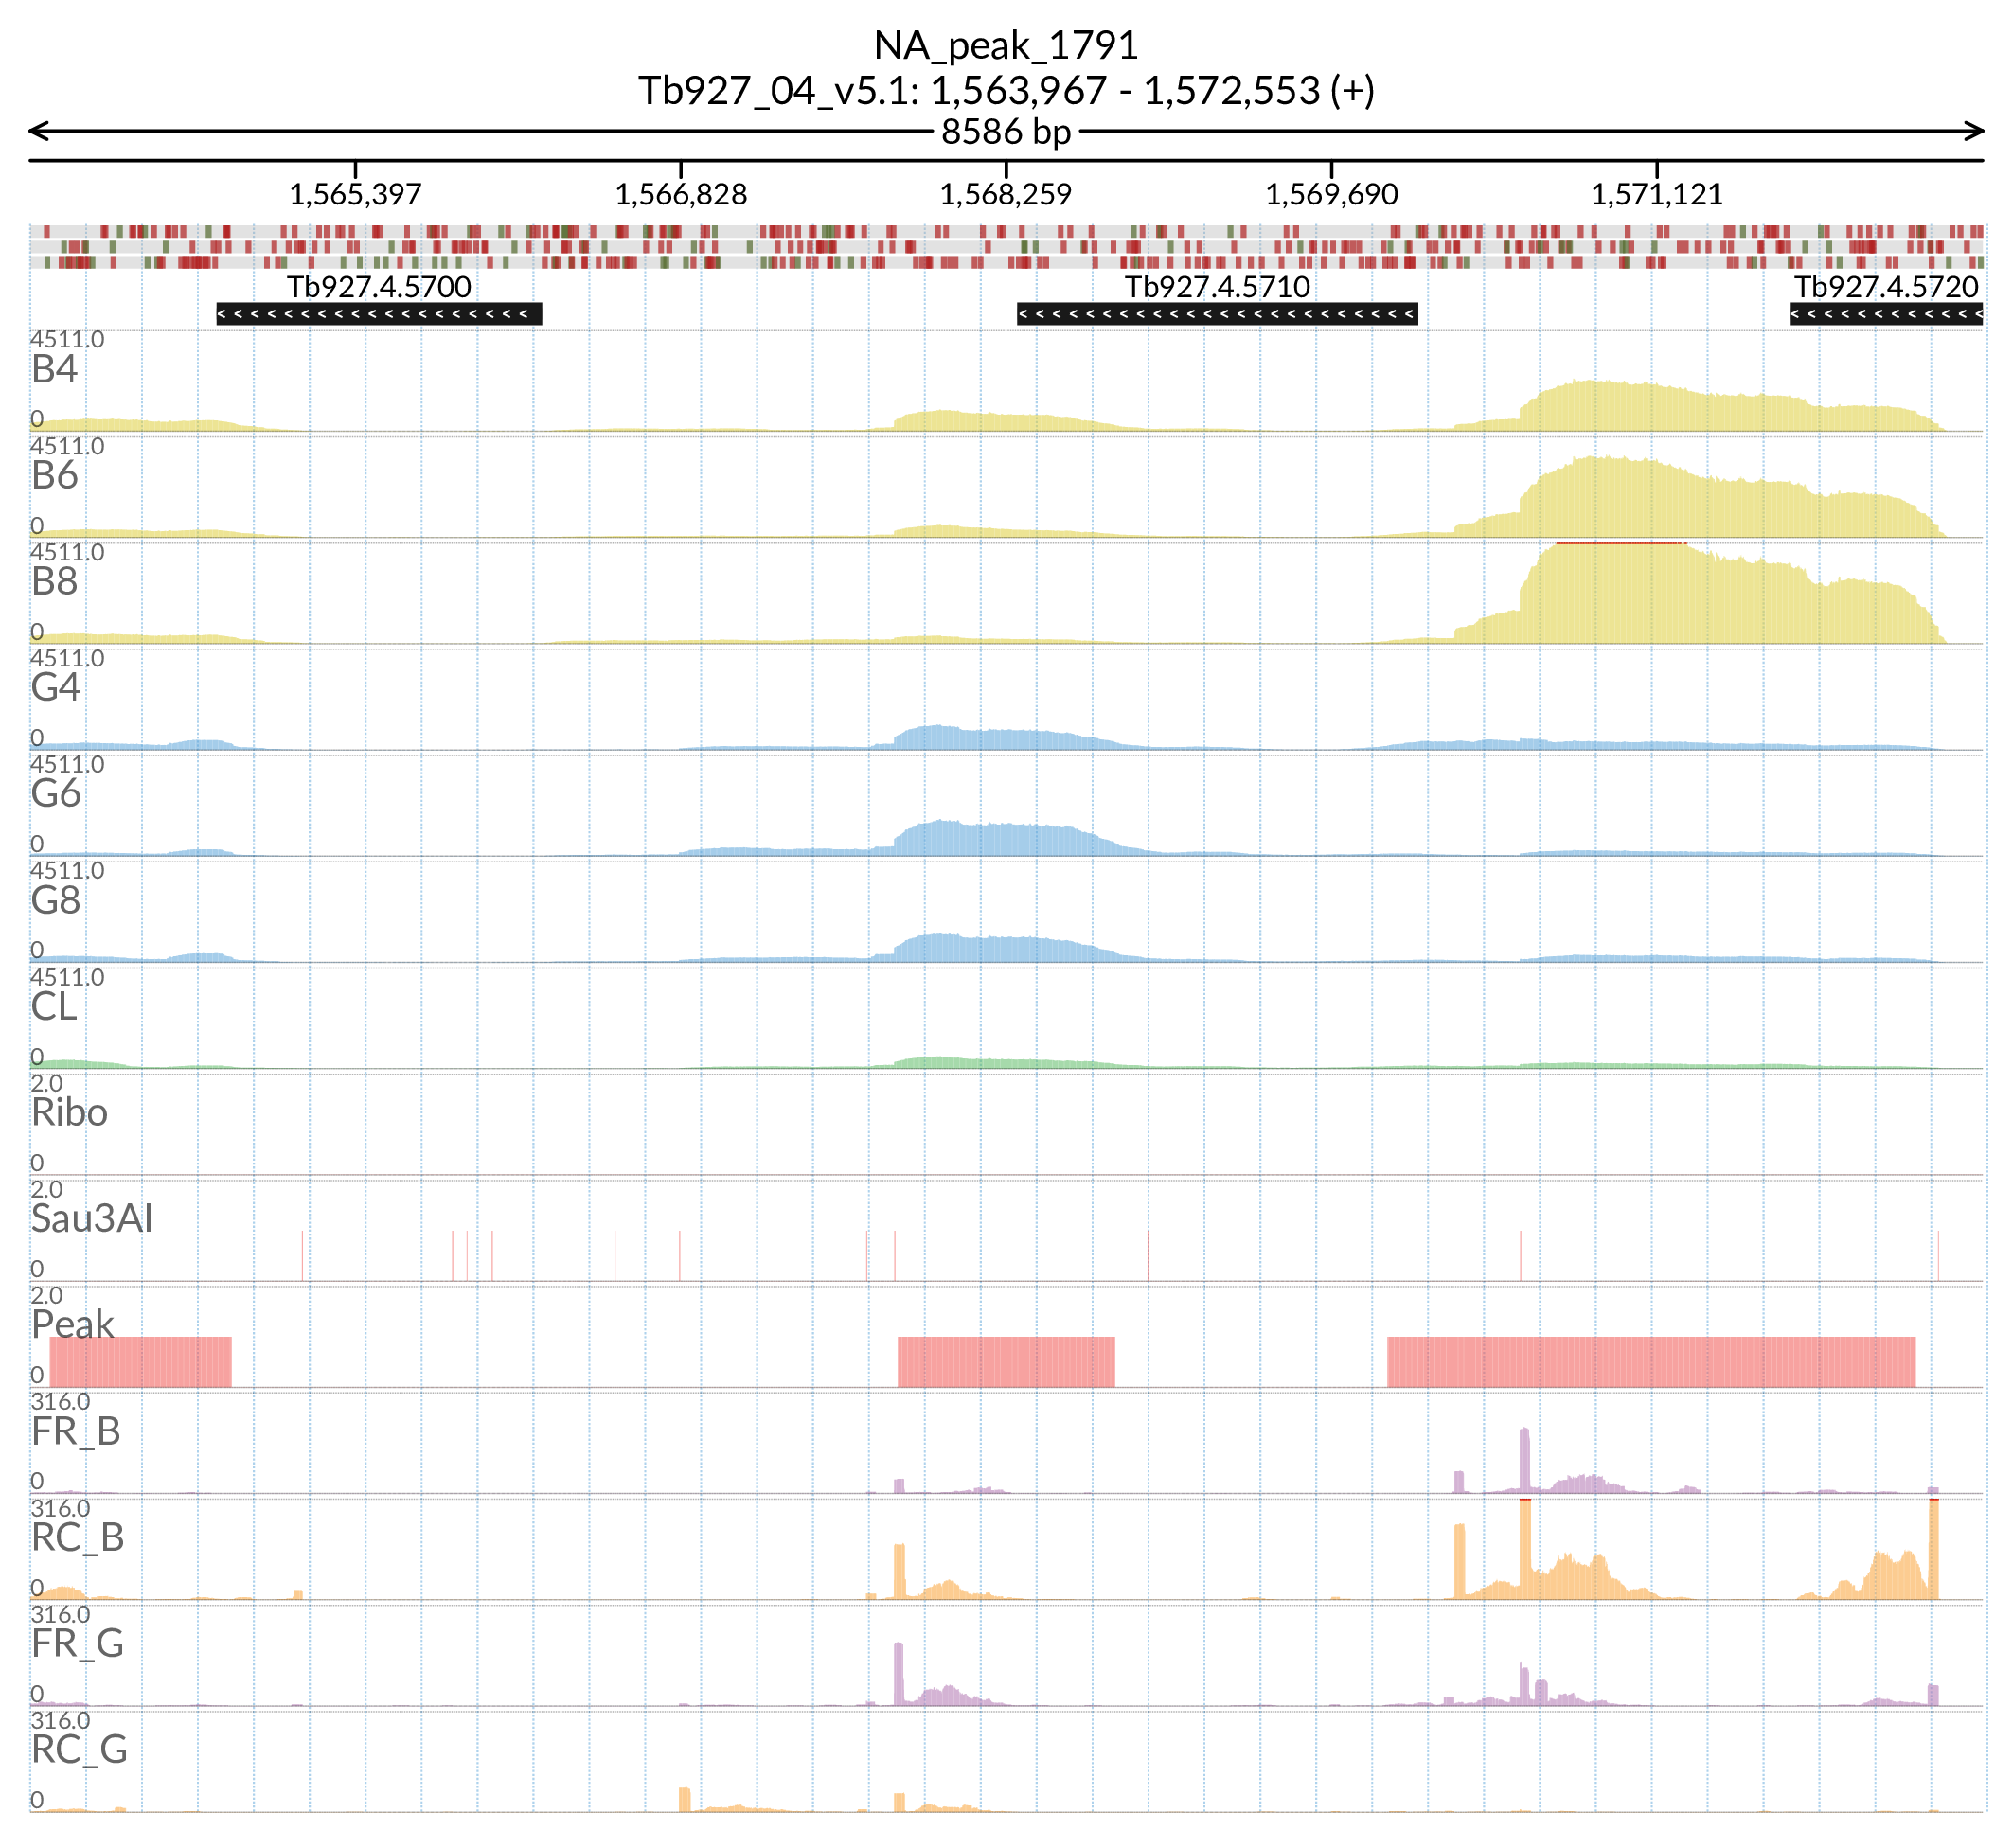 NA_peak_1791
Tb927_04_v5.1: 1,563,967 - 1,572,553 (+)
8586 bp
1,565,397 1,566,828 1,568,259 1,569,690 1,571,121
Tb927.4.5700 Tb927.4.5710 Tb927.4.5720
4511.0
B4
0
4511.0
B6
0
4511.0
B8
0
4511.0
G4
0
4511.0
G6
0
4511.0
G8
0
4511.0
CL
0
2.0
Ribo
0
2.0
Sau3AI
0
2.0
Peak
0
316.0
FR_B
0
316.0
RC_B
0
316.0
FR_G
0
316.0
RC_G
0